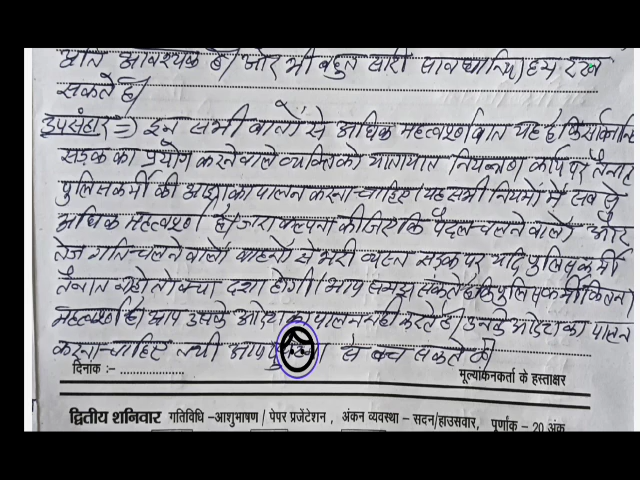 अति आवश्यक है। और भी बहुत सारी सावधानिया हम रख
सकते है।
उपसंहार => इन सभी बातों से अधिक महत्वपूर्ण बात यह है कि
सड़क का प्रयोग करने वाले व्यक्ति को यातायात नियन्त्रण कार्य पर तैनात
पुलिसकर्मी की आज्ञा का पालन करना चाहिए। यह सभी नियमों में सब से
अधिक महत्वपूर्ण है। जरा कल्पना कीजिए कि पैदल चलने वालो और
तेज गति चलने वालों वाहनों से भरी व्यस्त सड़क पर यदि पुलिसकर्मी
तैनात न हो तो क्या दशा होगी। आप समझ सकते है कि पुलिसकर्मी कितना
महत्वपूर्ण है। आप उसके आदेश का पालन नही करते है। उनके आदेश का पालन
करना चाहिए तभी आप से बच सकते है।
दिनांक :- ....................
मूल्यांकनकर्ता के हस्ताक्षर
द्वितीय शनिवार गतिविधि –आशुभाषण / पेपर प्रजेंटेशन , अंकन व्यवस्था – सदन/हाउसवार, पूर्णांक – 20 अंक